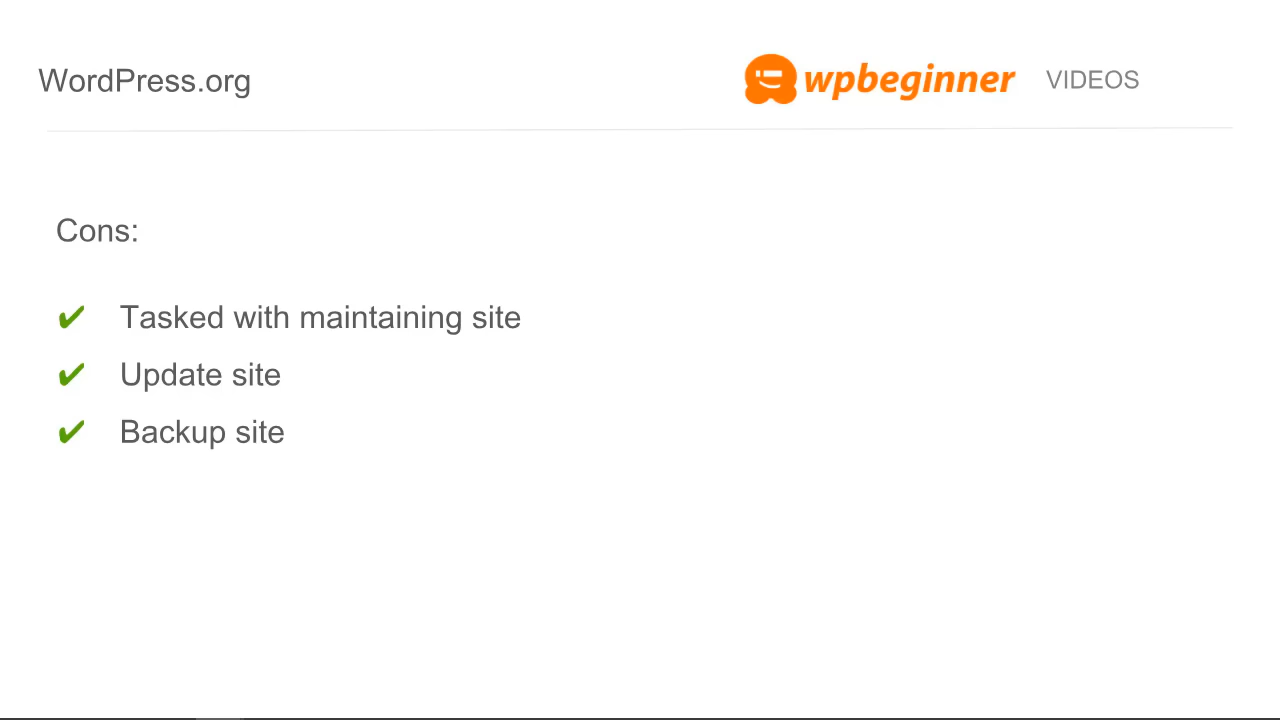 WordPress.org
wpbeginner VIDEOS
Cons:
✔ Tasked with maintaining site
✔ Update site
✔ Backup site